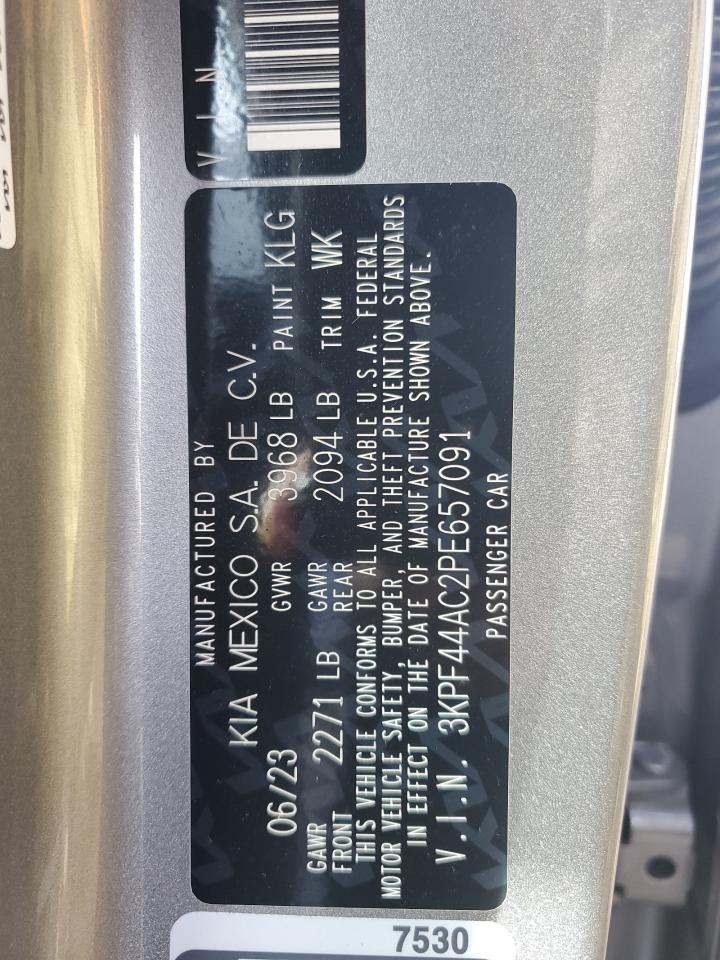 V I N
MANUFACTURED BY
KIA MEXICO S.A. DE C.V.
06/23 GVWR 3968 LB PAINT KLG
GAWR FRONT 2271 LB GAWR REAR 2094 LB TRIM WK
THIS VEHICLE CONFORMS TO ALL APPLICABLE U.S.A. FEDERAL
MOTOR VEHICLE SAFETY, BUMPER, AND THEFT PREVENTION STANDARDS
IN EFFECT ON THE DATE OF MANUFACTURE SHOWN ABOVE.
V.I.N. 3KPF44AC2PE657091
PASSENGER CAR
7530